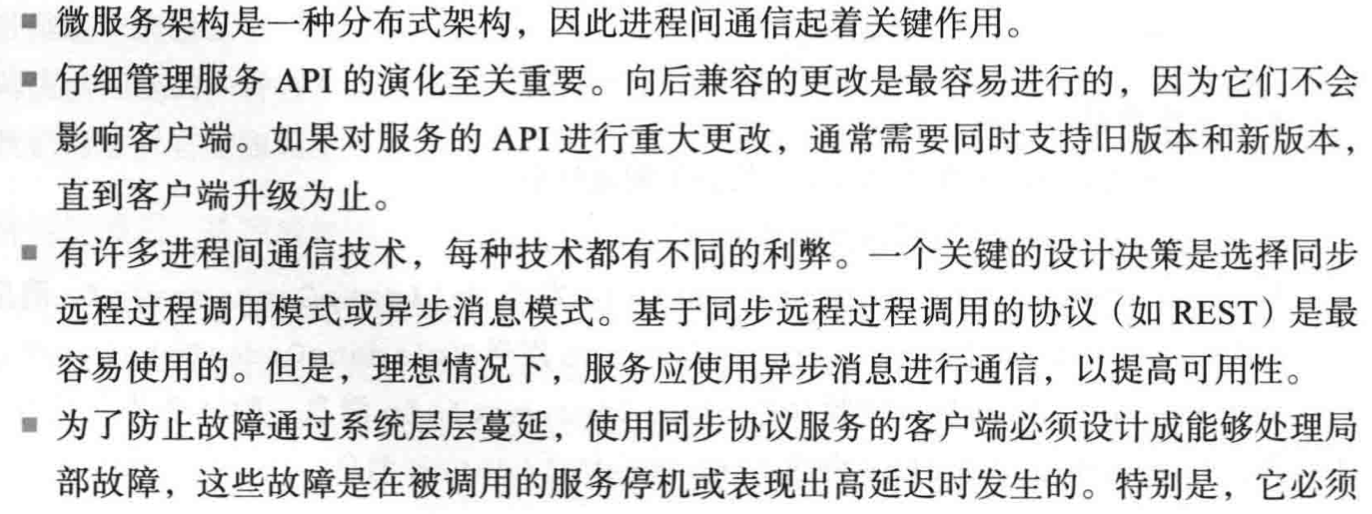 ■ 微服务架构是一种分布式架构，因此进程间通信起着关键作用。
■ 仔细管理服务 API 的演化至关重要。向后兼容的更改是最容易进行的，因为它们不会
影响客户端。如果对服务的 API 进行重大更改，通常需要同时支持旧版本和新版本，
直到客户端升级为止。
■ 有许多进程间通信技术，每种技术都有不同的利弊。一个关键的设计决策是选择同步
远程过程调用模式或异步消息模式。基于同步远程过程调用的协议（如 REST）是最
容易使用的。但是，理想情况下，服务应使用异步消息进行通信，以提高可用性。
■ 为了防止故障通过系统层层蔓延，使用同步协议服务的客户端必须设计成能够处理局
部故障，这些故障是在被调用的服务停机或表现出高延迟时发生的。特别是，它必须